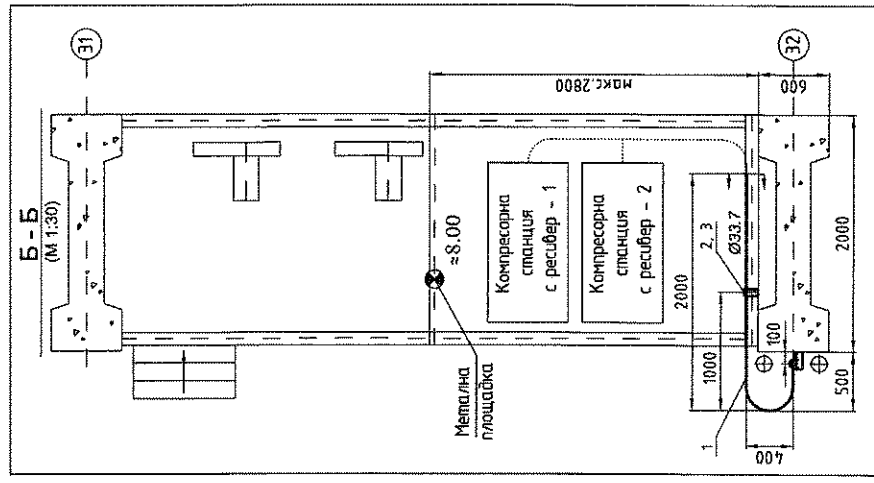 Б - Б
(М 1:30)
31
32
макс.2800
600
≈8.00
Метална
площадка
Компресорна
станция
с ресивер - 1
Компресорна
станция
с ресивер - 2
2, 3
Ø33.7
2000
2000
1000
100
1
400
500